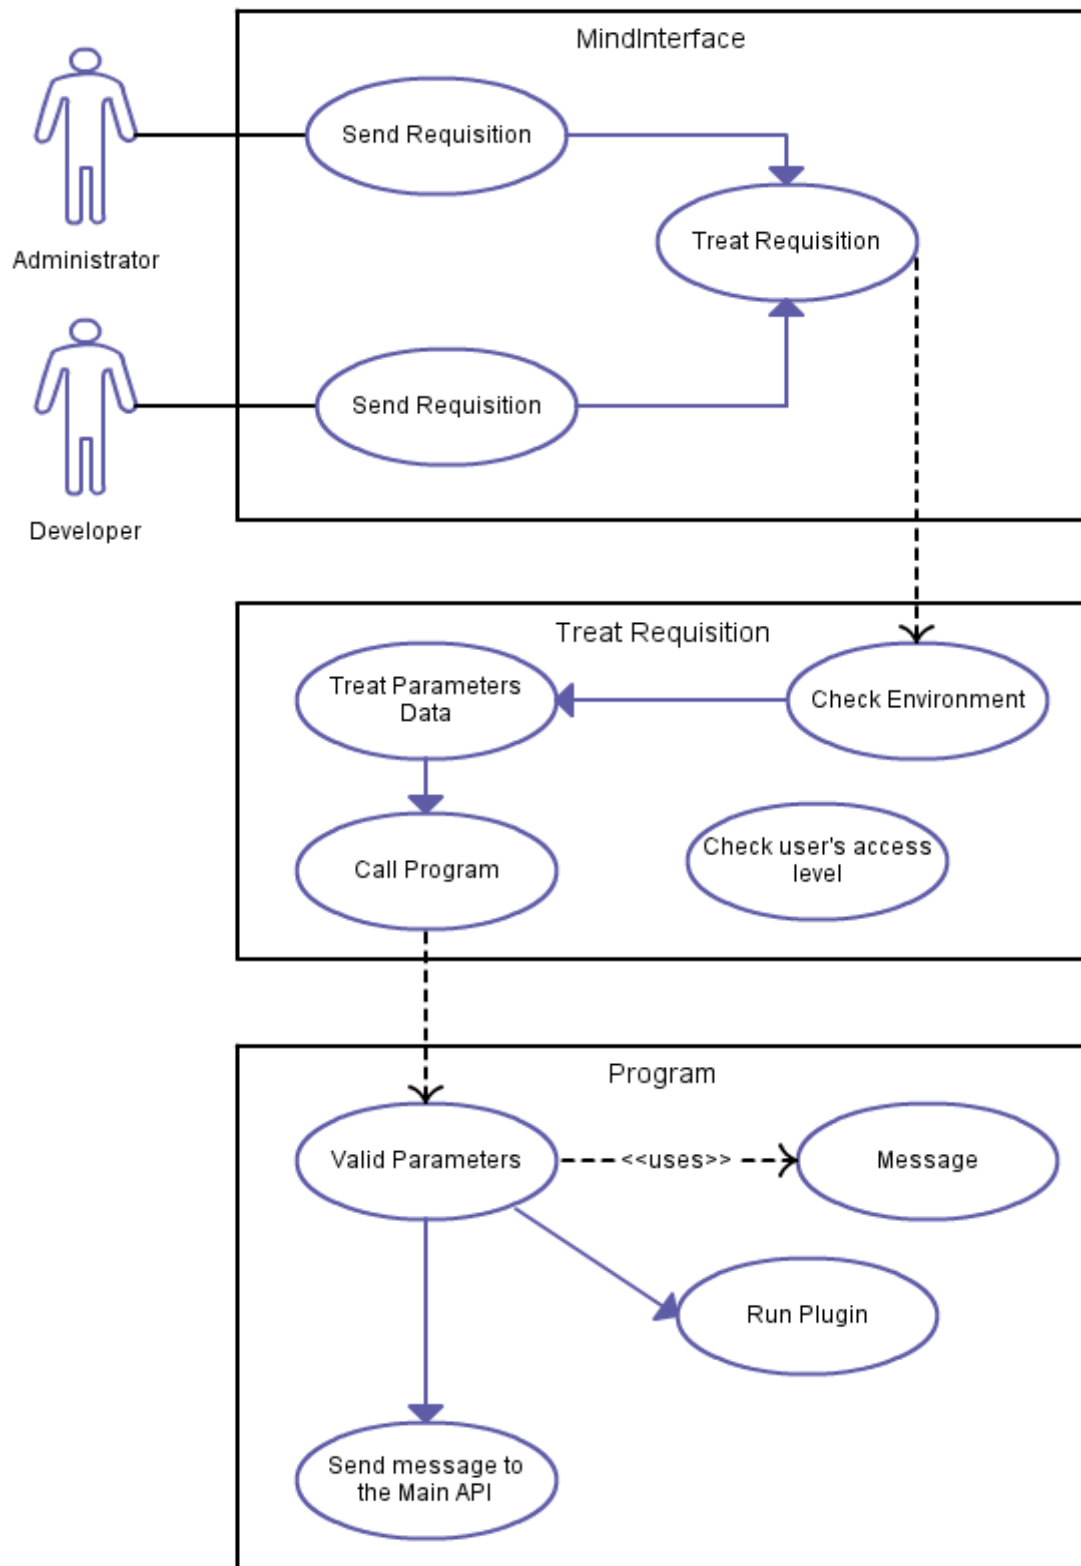 MindInterface
Send Requisition
Treat Requisition
Administrator
Send Requisition
Developer
Treat Requisition
Treat Parameters
Data
Check Environment
Call Program
Check user's access
level
Program
Valid Parameters
<<uses>>
Message
Run Plugin
Send message to
the Main API